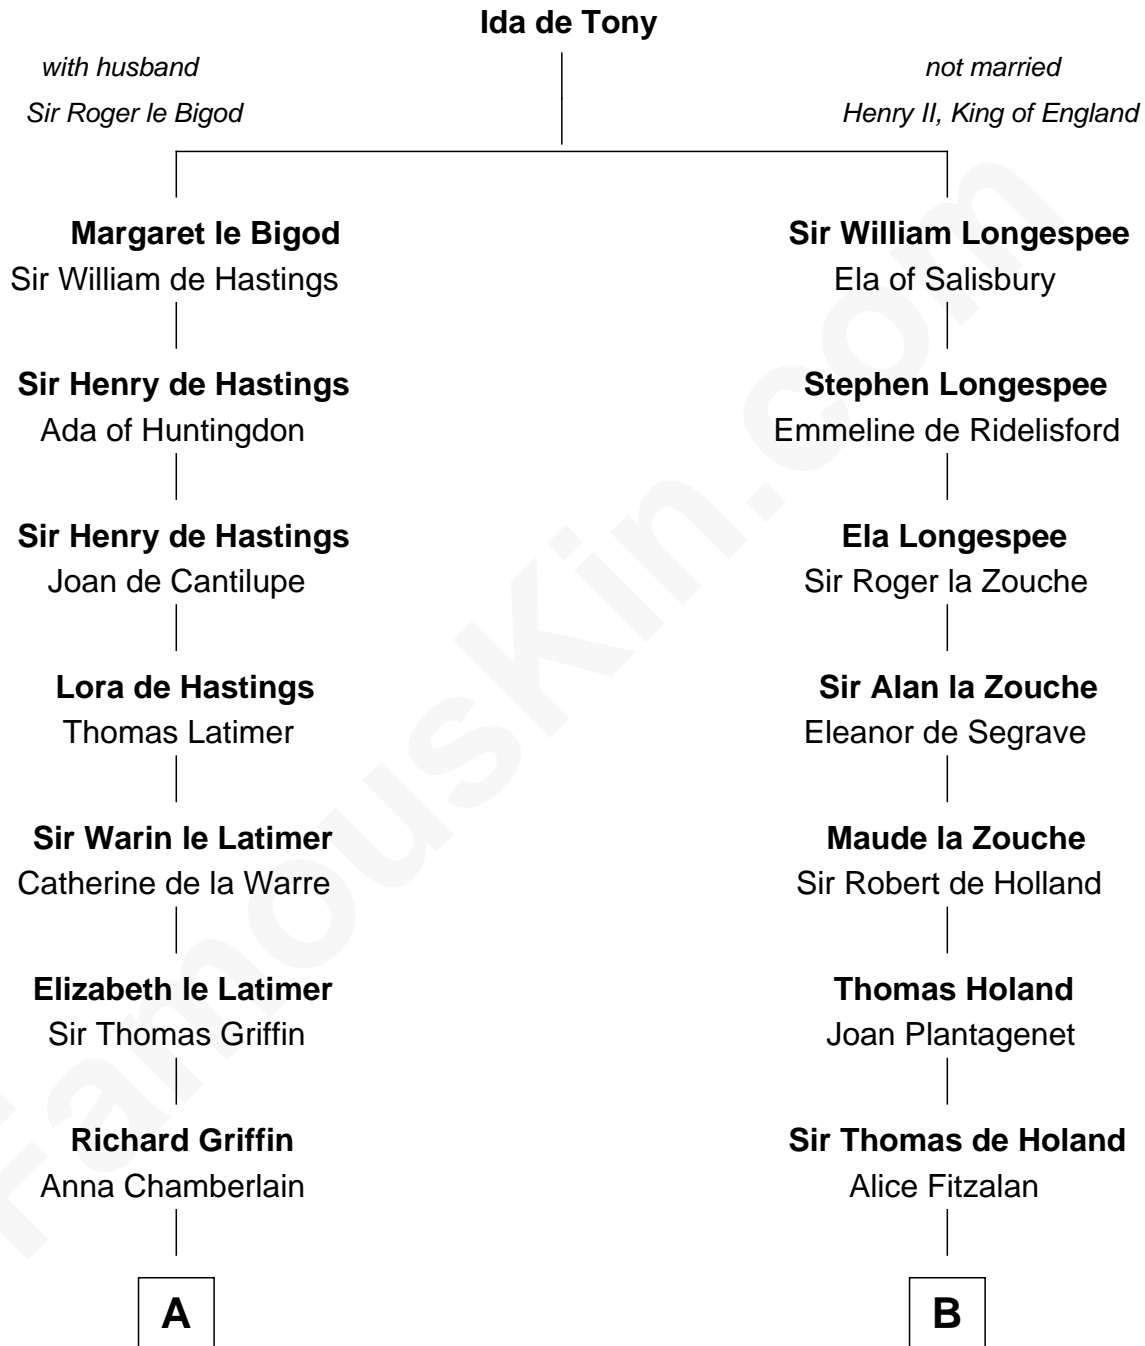 Ida de Tony
with husband
Sir Roger le Bigod
not married
Henry II, King of England
Margaret le Bigod
Sir William de Hastings
Sir William Longespee
Ela of Salisbury
Sir Henry de Hastings
Ada of Huntingdon
Stephen Longespee
Emmeline de Ridelisford
Sir Henry de Hastings
Joan de Cantilupe
Ela Longespee
Sir Roger la Zouche
Lora de Hastings
Thomas Latimer
Sir Alan la Zouche
Eleanor de Segrave
Sir Warin le Latimer
Catherine de la Warre
Maude la Zouche
Sir Robert de Holland
Elizabeth le Latimer
Sir Thomas Griffin
Thomas Holand
Joan Plantagenet
Richard Griffin
Anna Chamberlain
Sir Thomas de Holand
Alice Fitzalan
A
B
FamousKin.com